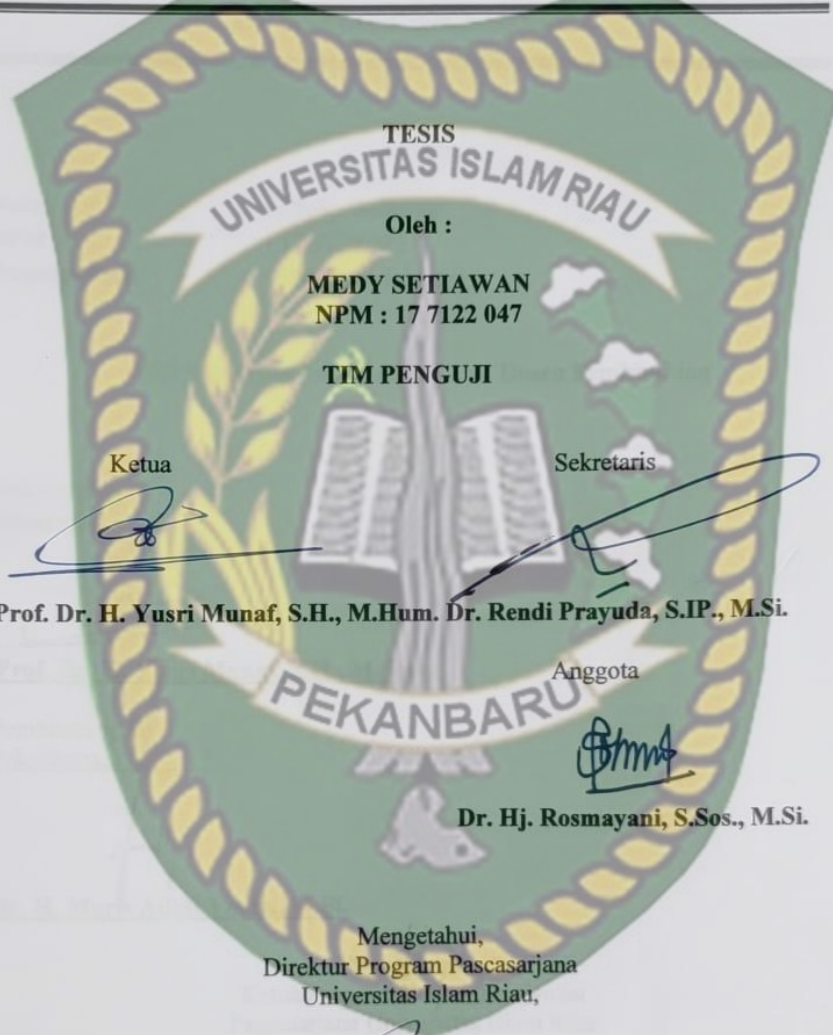 TESIS
UNIVERSITAS ISLAM RIAU
Oleh :
MEDY SETIAWAN
NPM : 17 7122 047
TIM PENGUJI
Ketua
Sekretaris
Prof. Dr. H. Yusri Munaf, S.H., M.Hum.
Dr. Rendi Prayuda, S.IP., M.Si.
PEKANBARU
Anggota
Dr. Hj. Rosmayani, S.Sos., M.Si.
Mengetahui,
Direktur Program Pascasarjana
Universitas Islam Riau,